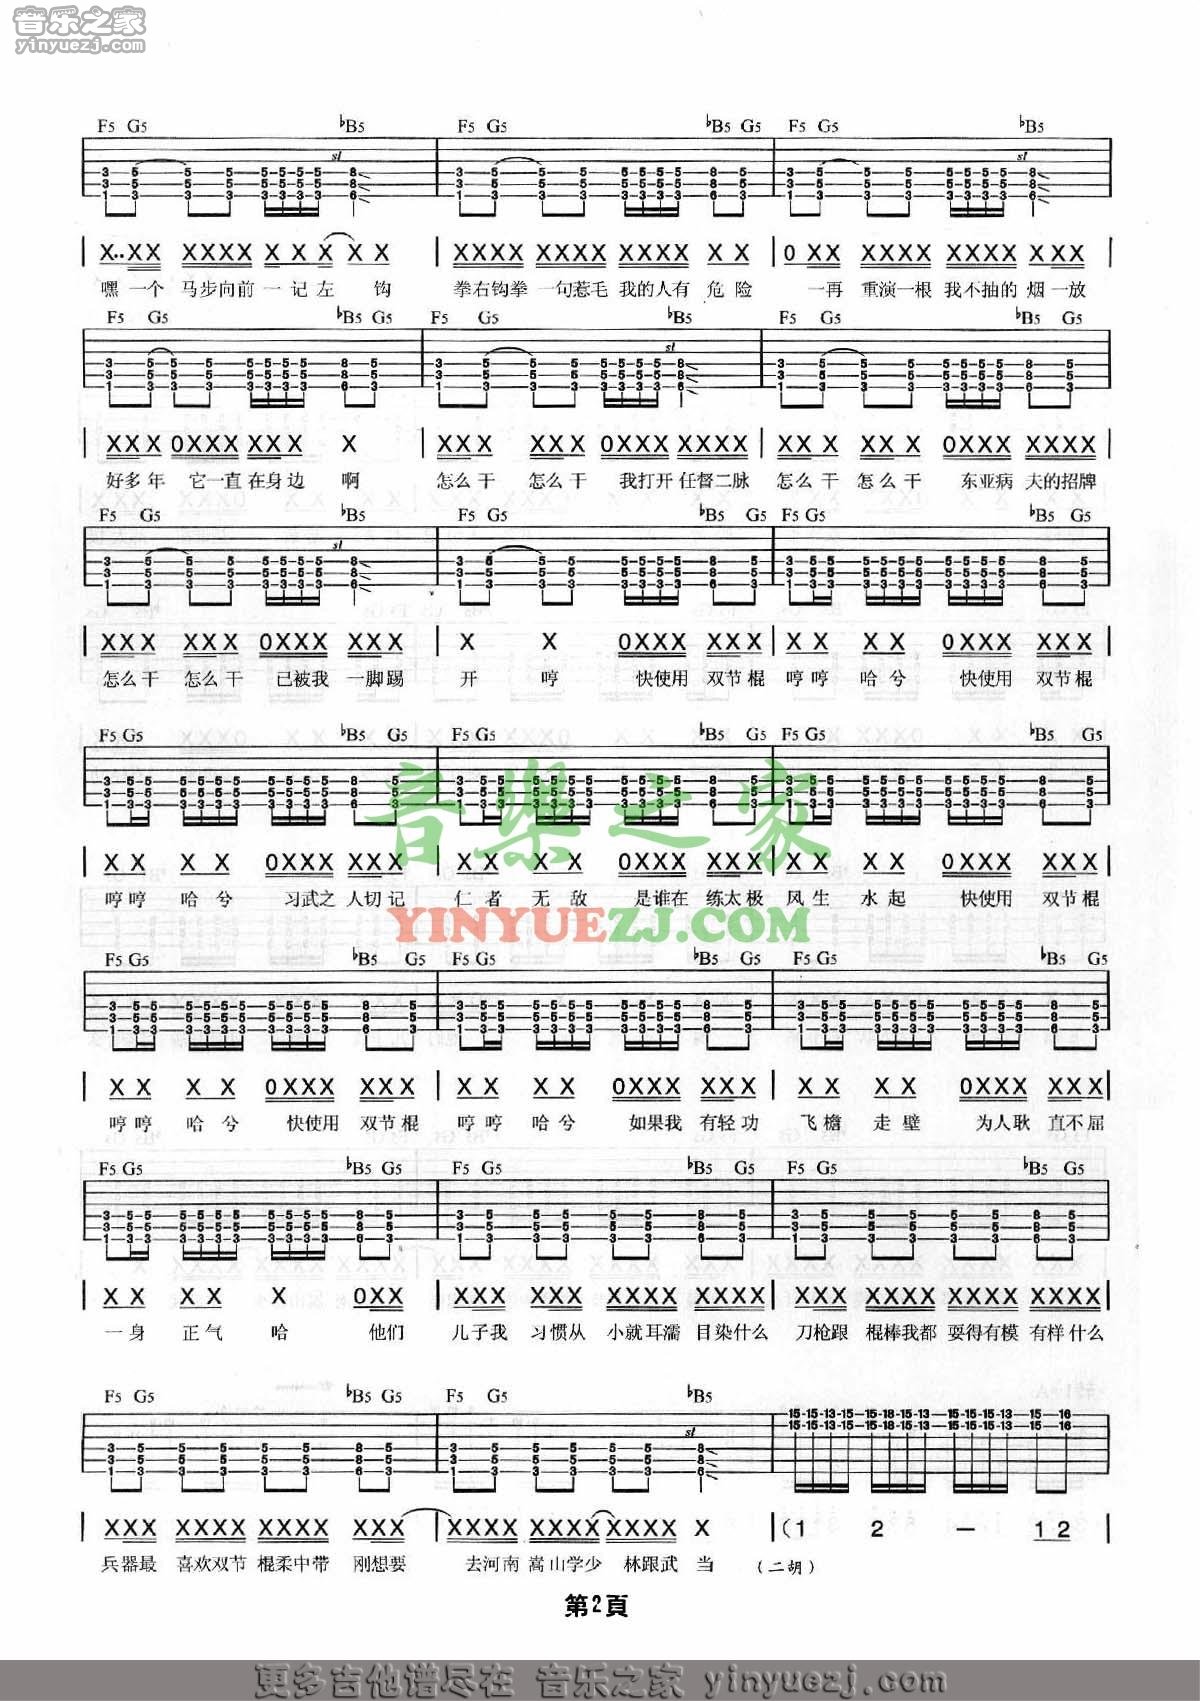 音乐之家
yinyuezj.com
F5 G5 ♭B5 F5 G5 ♭B5 G5 F5 G5 ♭B5
X··XX XXXX X X X X XXX XXXX XXXX X X 0 XX XXXX XXXX XXX
嘿一个 马步向前 一记左 钩 拳右钩拳 一句惹毛 我的人有 危险 一再 重演一根 我不抽的 烟一放
F5 G5 ♭B5 G5 F5 G5 ♭B5 F5 G5 ♭B5 G5
XXX 0XXX XXX X XXX XXX 0XXX XXXX XXX XXX 0XXX XXXX
好多年 它一直在身边 啊 怎么干 怎么干 我打开 任督二脉 怎么干 怎么干 东亚病 夫的招牌
F5 G5 ♭B5 F5 G5 ♭B5 G5 F5 G5 ♭B5 G5
XXX XXX 0XXX XXX X X 0XXX XXX X X X X 0XXX XXX
怎么干 怎么干 已被我 一脚踢 开 哼 快使用 双节棍 哼哼 哈兮 快使用 双节棍
F5 G5 ♭B5 G5 F5 G5 ♭B5 G5 F5 G5 ♭B5 G5
音樂之家
X X X X 0XXX XXX X X X X 0XXX XXX X X X X 0XXX XXX
哼哼 哈兮 习武之 人切记 仁者 无敌 是谁在 练太极 风生 水起 快使用 双节棍
YINYUEZJ.COM
F5 G5 ♭B5 G5 F5 G5 ♭B5 G5 F5 G5 ♭B5 G5
X X X X 0XXX XXX X X X X 0XXX XXX X X X X 0XXX XXX
哼哼 哈兮 快使用 双节棍 哼哼 哈兮 如果我 有轻功 飞檐 走壁 为人耿 直不屈
F5 G5 ♭B5 G5 F5 G5 ♭B5 G5 F5 G5 ♭B5 G5
X X X X X 0XX XXX XXX XXXX XXXX XXX XXXX XXXX XXXX
一身 正气 哈 他们 儿子我 习惯从 小就耳濡 目染什么 刀枪跟 棍棒我都 耍得有模 有样什么
F5 G5 ♭B5 G5 F5 G5 ♭B5
XXX XXXX XXXX XXX XXXX XXXX XXXX X (1 2 — 1 2
兵器最 喜欢双节 棍柔中带 刚想要 去河南 嵩山学少 林跟武 当 (二胡)
第2頁
更多吉他谱尽在 音乐之家 yinyuezj.com